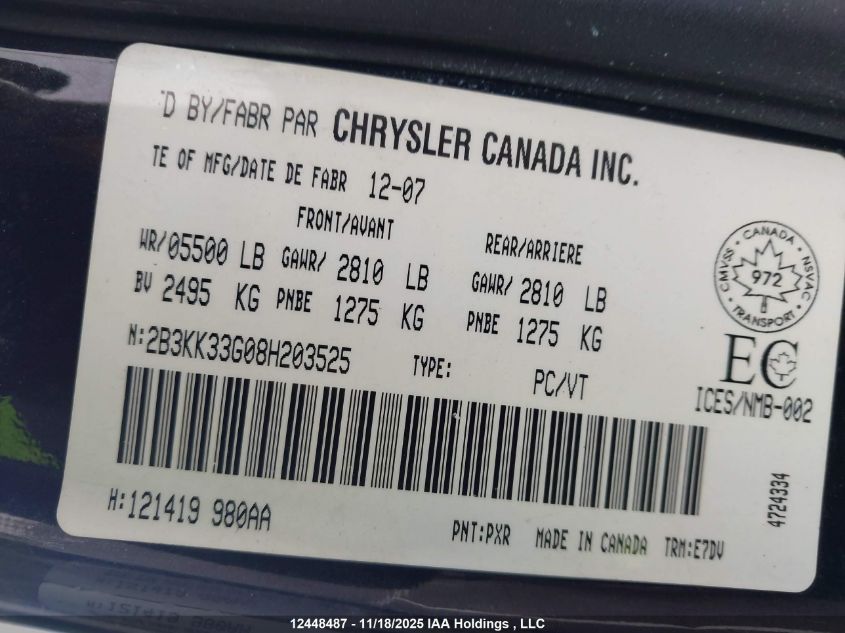 'D BY/FABR PAR CHRYSLER CANADA INC.
TE OF MFG/DATE DE FABR 12-07
FRONT/AVANT REAR/ARRIERE
WR/05500 LB GAWR/ 2810 LB GAWR/ 2810 LB
BV 2495 KG PNBE 1275 KG PNBE 1275 KG
N:2B3KK33G08H203525 TYPE: PC/VT
CMVSS • CANADA • NSVAC • TRANSPORT
972
EC
ICES/NMB-002
4724334
H:121419 980AA PNT:PXR MADE IN CANADA TRM:E7DV
12448487 - 11/18/2025 IAA Holdings , LLC